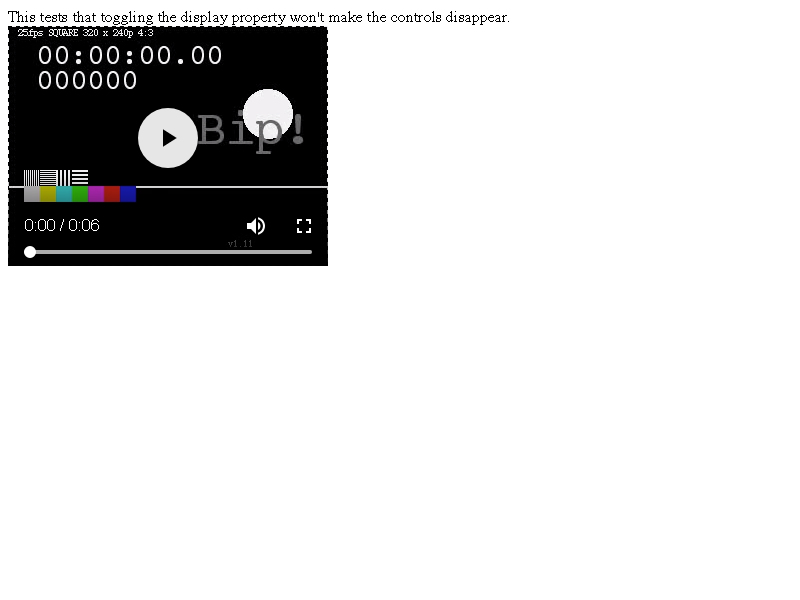 This tests that toggling the display property won't make the controls disappear.
25fps SQUARE 320 x 240p 4:3
00:00:00.00
000000
Bip!
0:00 / 0:06
v1.11